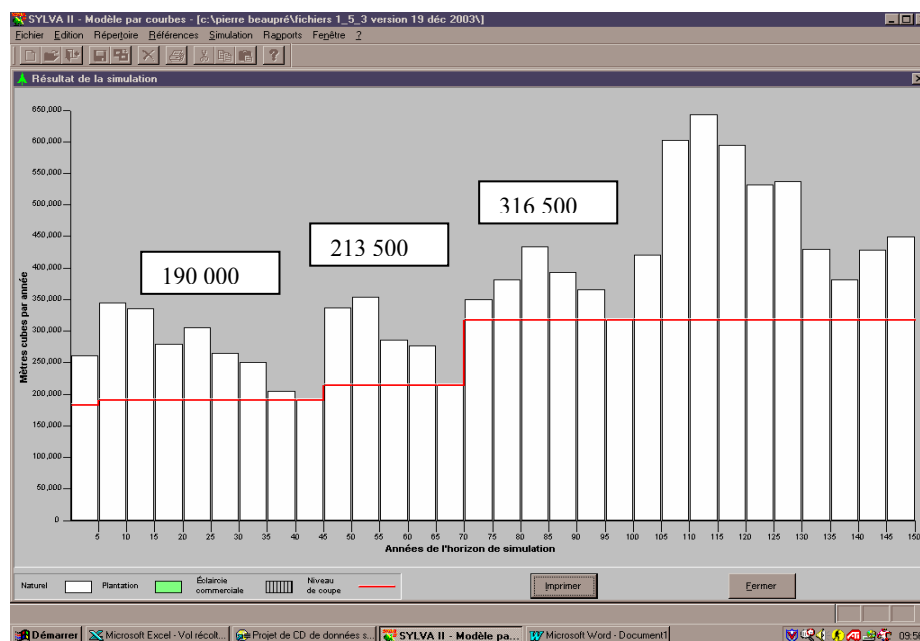 SYLVA II - Modèle par courbes - [c:\pierre beaupré\fichiers 1_5_3 version 19 déc 2003\]
Fichier Edition Répertoire Références Simulation Rapports Fenêtre ?
Résultat de la simulation
Mètres cubes par année
650,000
600,000
550,000
500,000
450,000
400,000
350,000
300,000
250,000
200,000
150,000
100,000
50,000
0
190 000
213 500
316 500
5 10 15 20 25 30 35 40 45 50 55 60 65 70 75 80 85 90 95 100 105 110 115 120 125 130 135 140 145 150
Années de l'horizon de simulation
Naturel Plantation Éclaircie commerciale Niveau de coupe
Imprimer
Fermer
Démarrer Microsoft Excel - Vol récolt... Projet de CD de données s... SYLVA II - Modèle pa... Microsoft Word - Document1